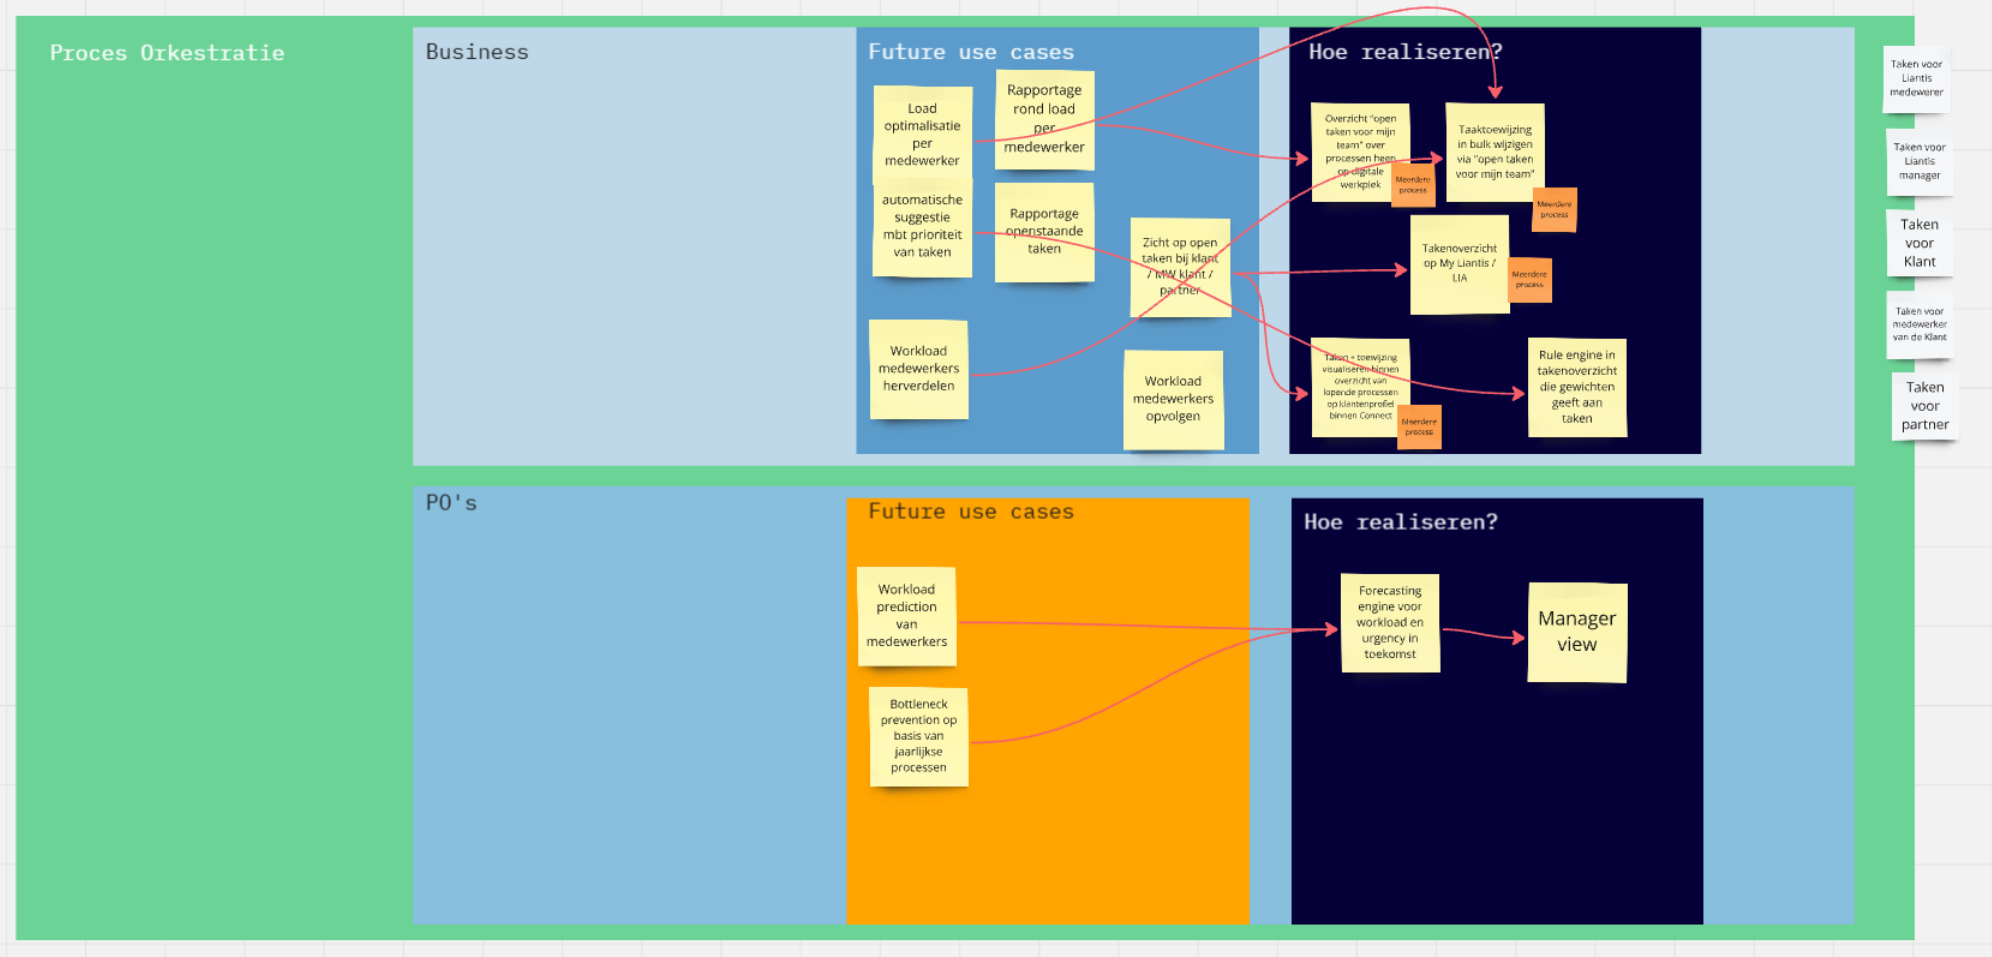 Proces Orkestratie
Business
Future use cases
Load
optimalisatie
per
medewerker
Rapportage
rond load
per
medewerker
automatische
suggestie
mbt prioriteit
van taken
Rapportage
openstaande
taken
Zicht op open
taken bij klant
/ MW klant /
partner
Workload
medewerkers
herverdelen
Workload
medewerkers
opvolgen
Hoe realiseren?
Overzicht "open
taken voor mijn
team" over
processen heen
op digitale
werkplek
Meerdere
process
Taaktoewijzing
in bulk wijzigen
via "open taken
voor mijn team"
Meerdere
process
Takenoverzicht
op My Liantis /
LIA
Meerdere
process
Taken + toewijzing
visualiseren binnen
overzicht van
lopende processen
op klantenprofiel
binnen Connect
Meerdere
process
Rule engine in
takenoverzicht
die gewichten
geeft aan
taken
Taken voor
Liantis
medewerer
Taken voor
Liantis
manager
Taken
voor
Klant
Taken voor
medewerker
van de Klant
Taken
voor
partner
PO's
Future use cases
Workload
prediction
van
medewerkers
Bottleneck
prevention op
basis van
jaarlijkse
processen
Hoe realiseren?
Forecasting
engine voor
workload en
urgency in
toekomst
Manager
view